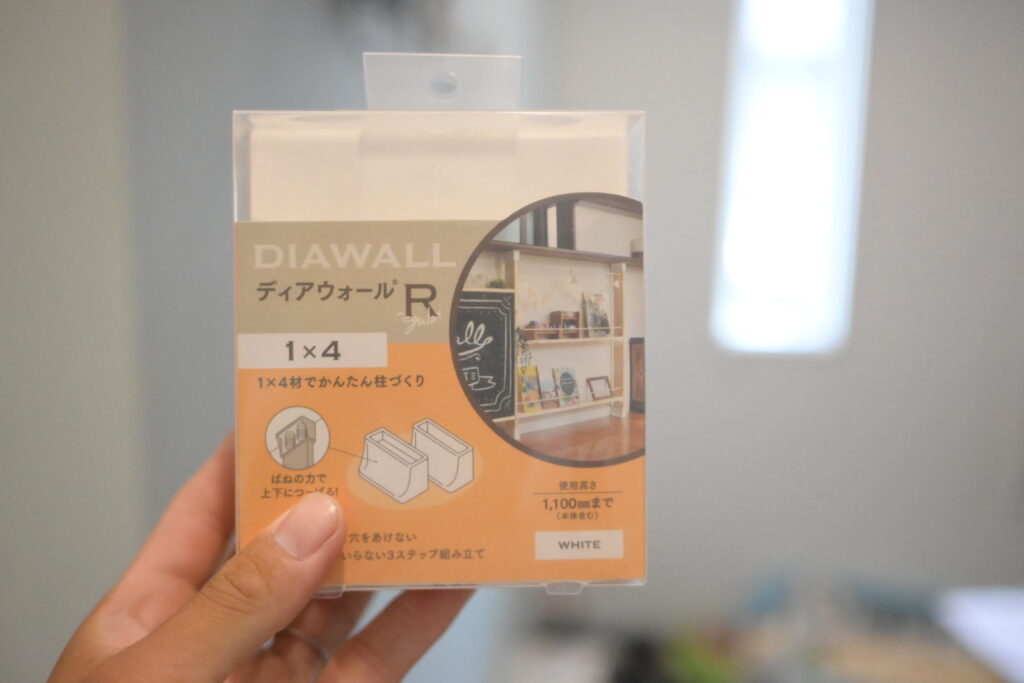 DIAWALL
ディアウォール® R
1×4
1×4材でかんたん柱づくり
ばねの力で
上下につっぱる!
穴をあけない
いらない3ステップ組み立て
使用高さ
1,100mmまで
(本体含む)
WHITE